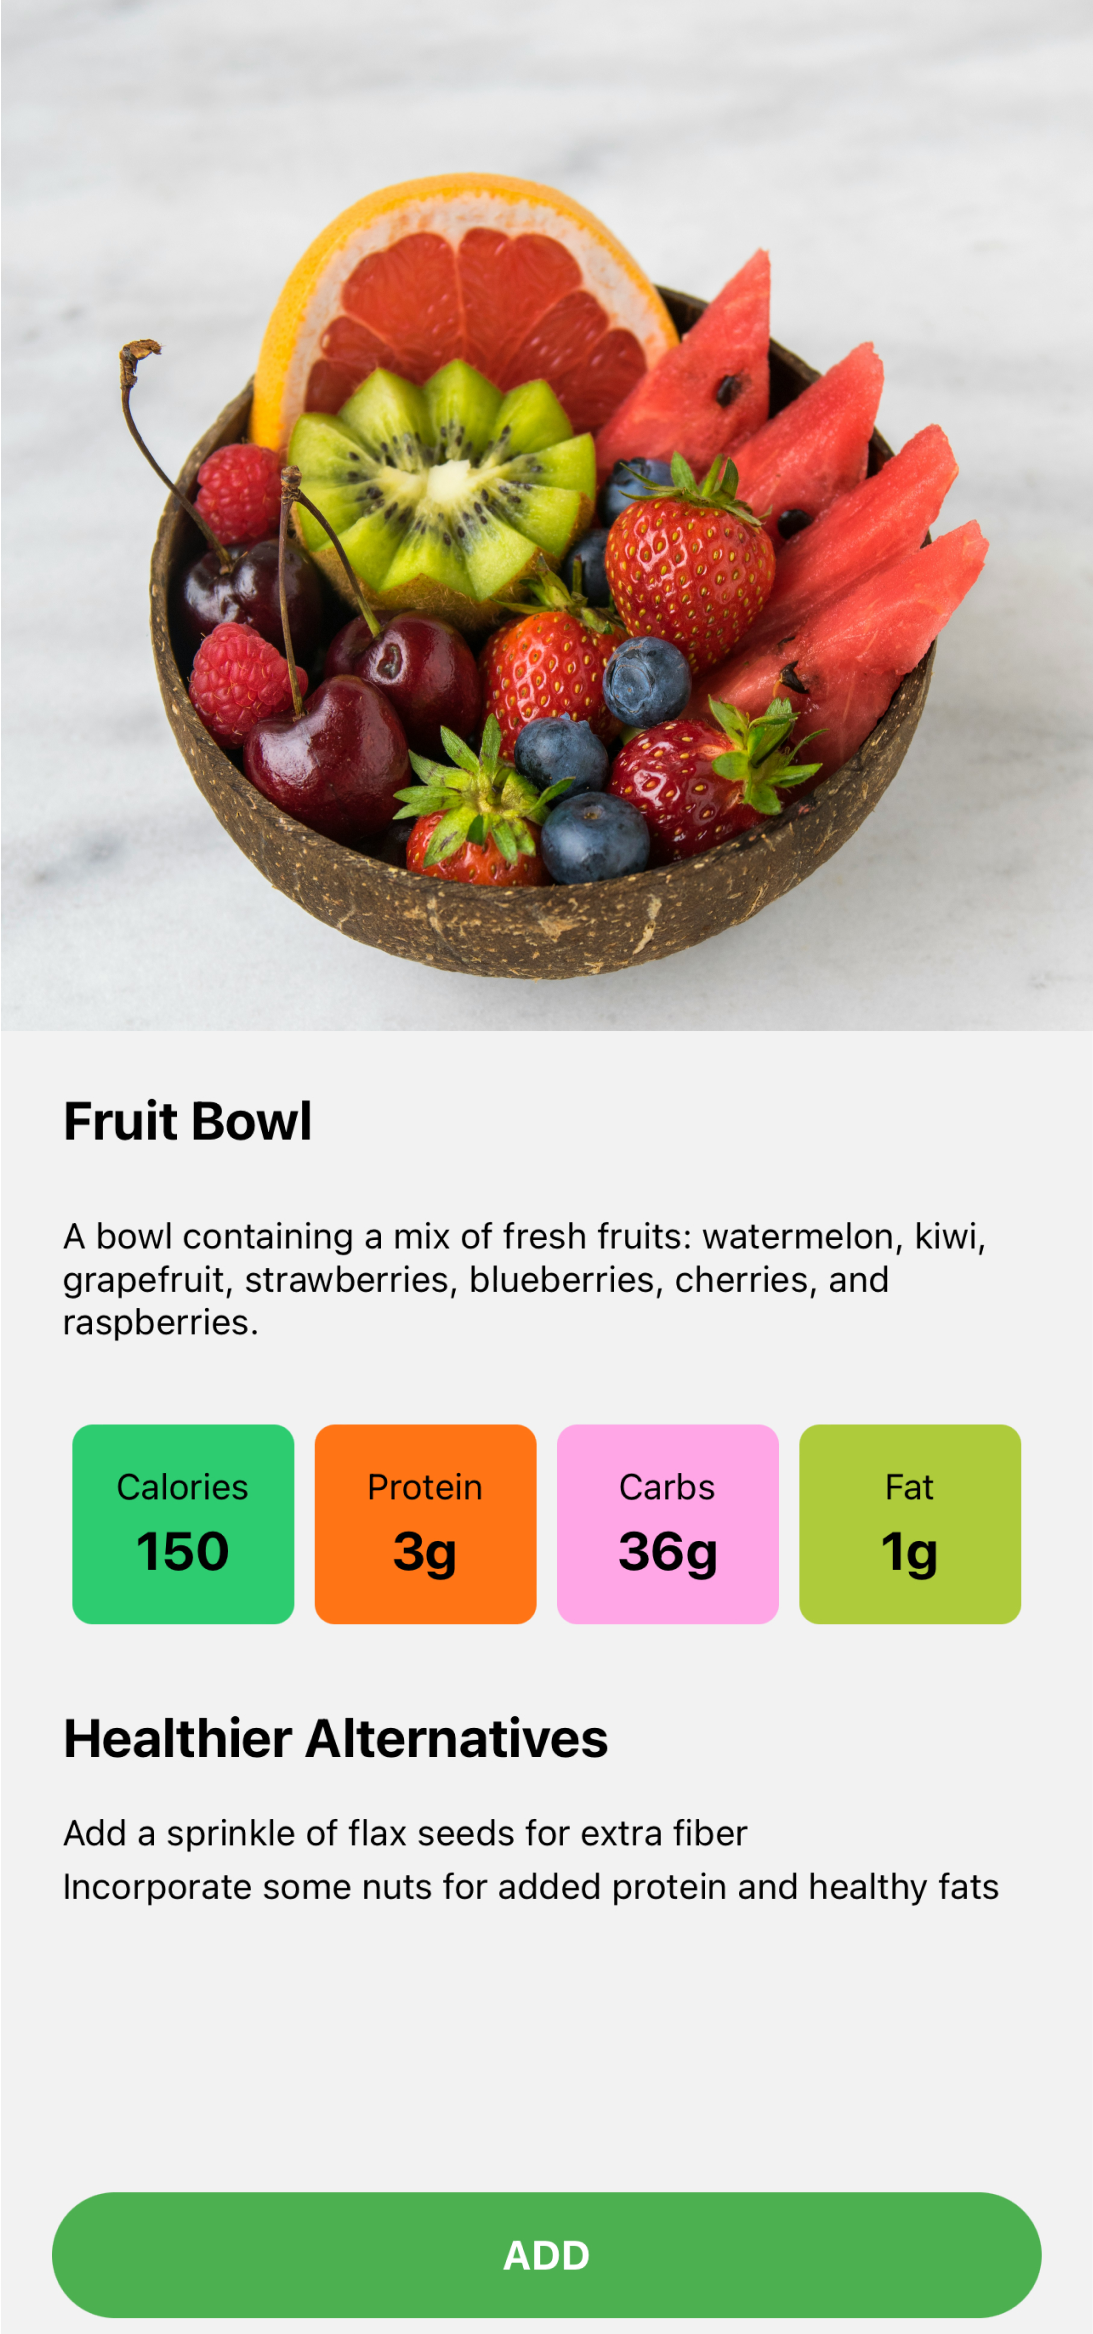 Fruit Bowl
A bowl containing a mix of fresh fruits: watermelon, kiwi,
grapefruit, strawberries, blueberries, cherries, and
raspberries.
Calories Protein Carbs Fat
150 3g 36g 1g
Healthier Alternatives
Add a sprinkle of flax seeds for extra fiber
Incorporate some nuts for added protein and healthy fats
ADD